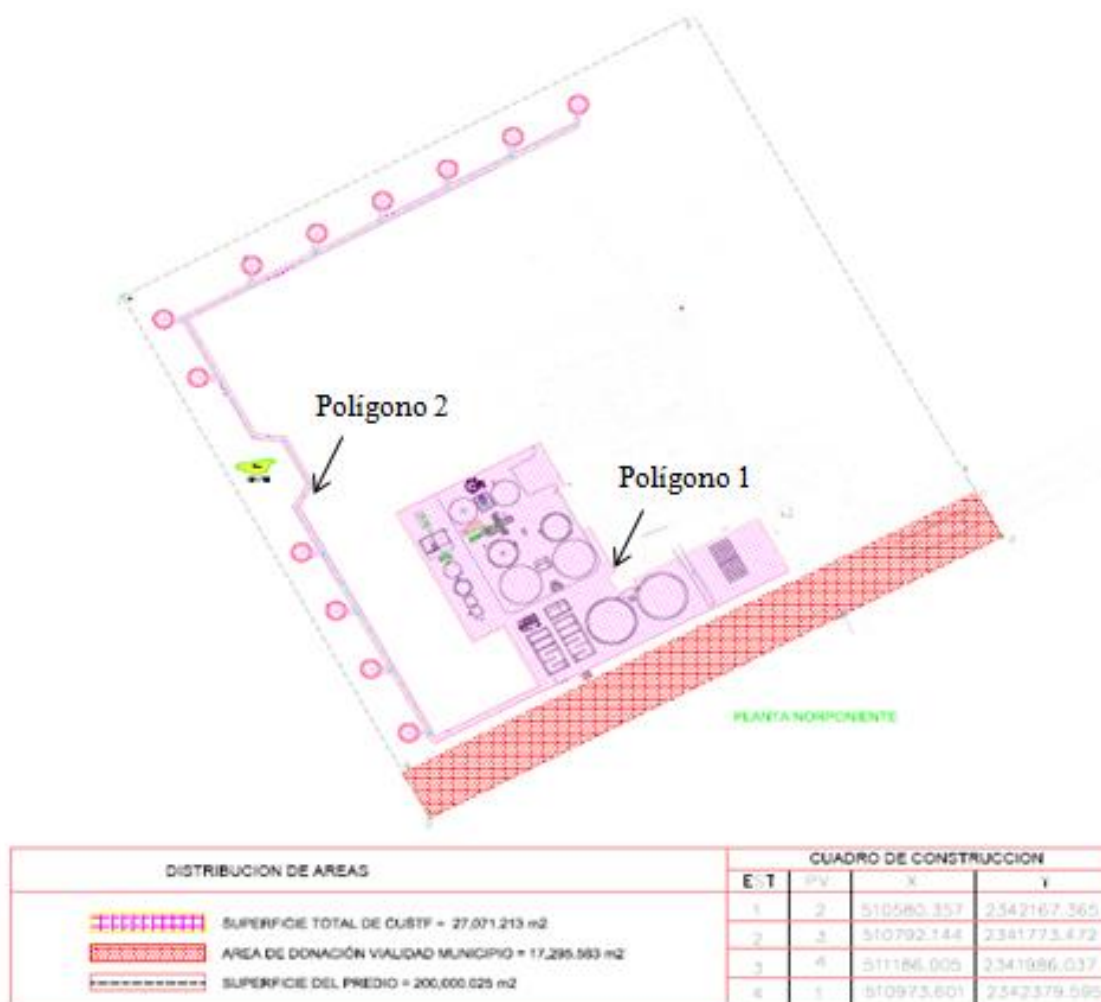 Polígono 2
Polígono 1
PLANTA NORPONIENTE
DISTRIBUCION DE AREAS
SUPERFICIE TOTAL DE CUSTF = 27,071.213 m2
AREA DE DONACIÓN VIALIDAD MUNICIPIO = 17,295.563 m2
SUPERFICIE DEL PREDIO = 200,000.025 m2
CUADRO DE CONSTRUCCION
EST PV X Y
1 2 510580.357 2342167.365
2 3 510792.144 2341773.472
3 4 511186.005 2341986.037
4 1 510973.601 2342379.595